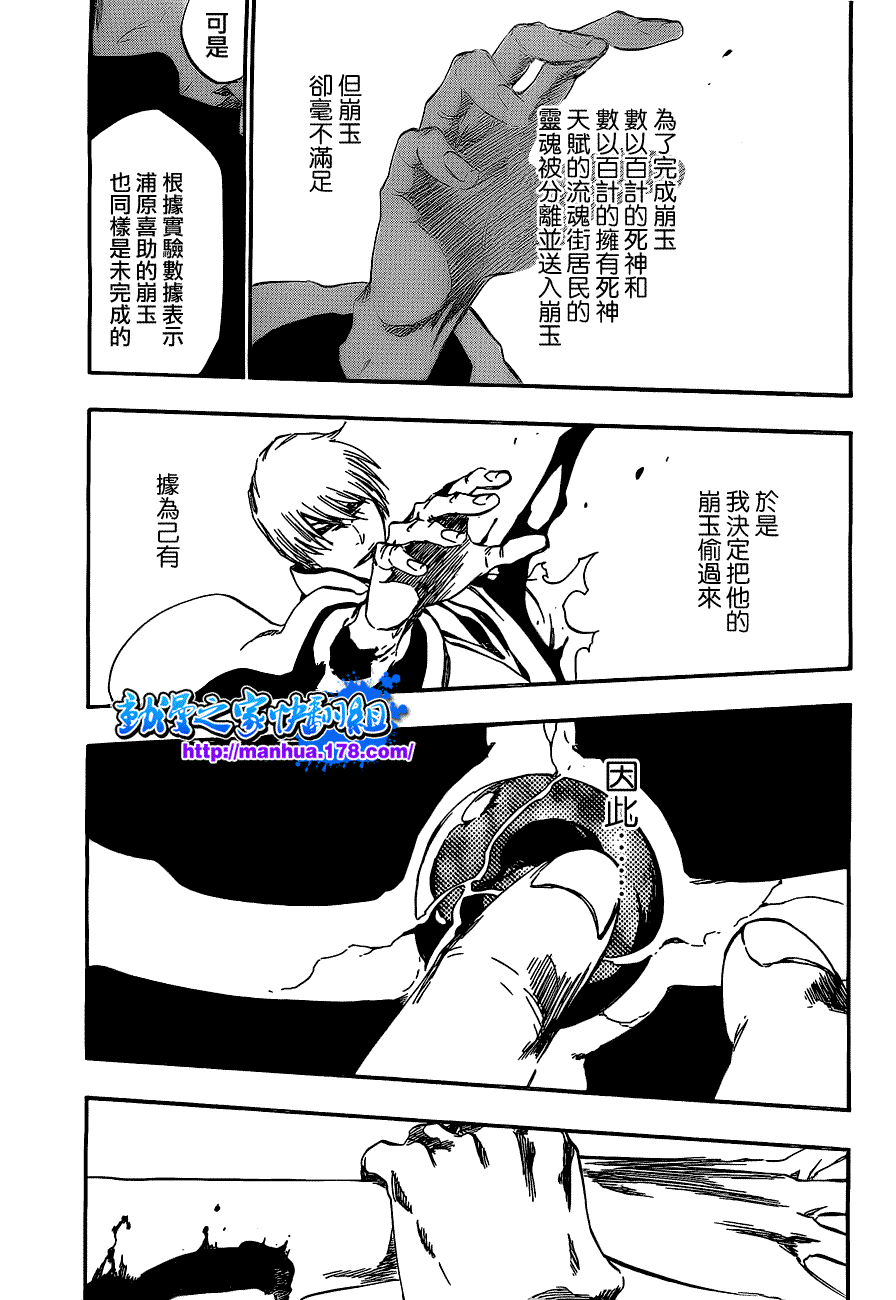 為了完成崩玉
數以百計的死神和
數以百計的擁有死神
天賦的流魂街居民的
靈魂被分離並送入崩玉
但崩玉
卻毫不滿足
可是
根據實驗數據表示
浦原喜助的崩玉
也同樣是未完成的
於是
我決定把他的
崩玉偷過來
據為己有
動漫之家快翻組
http://manhua.178.com/
因此……